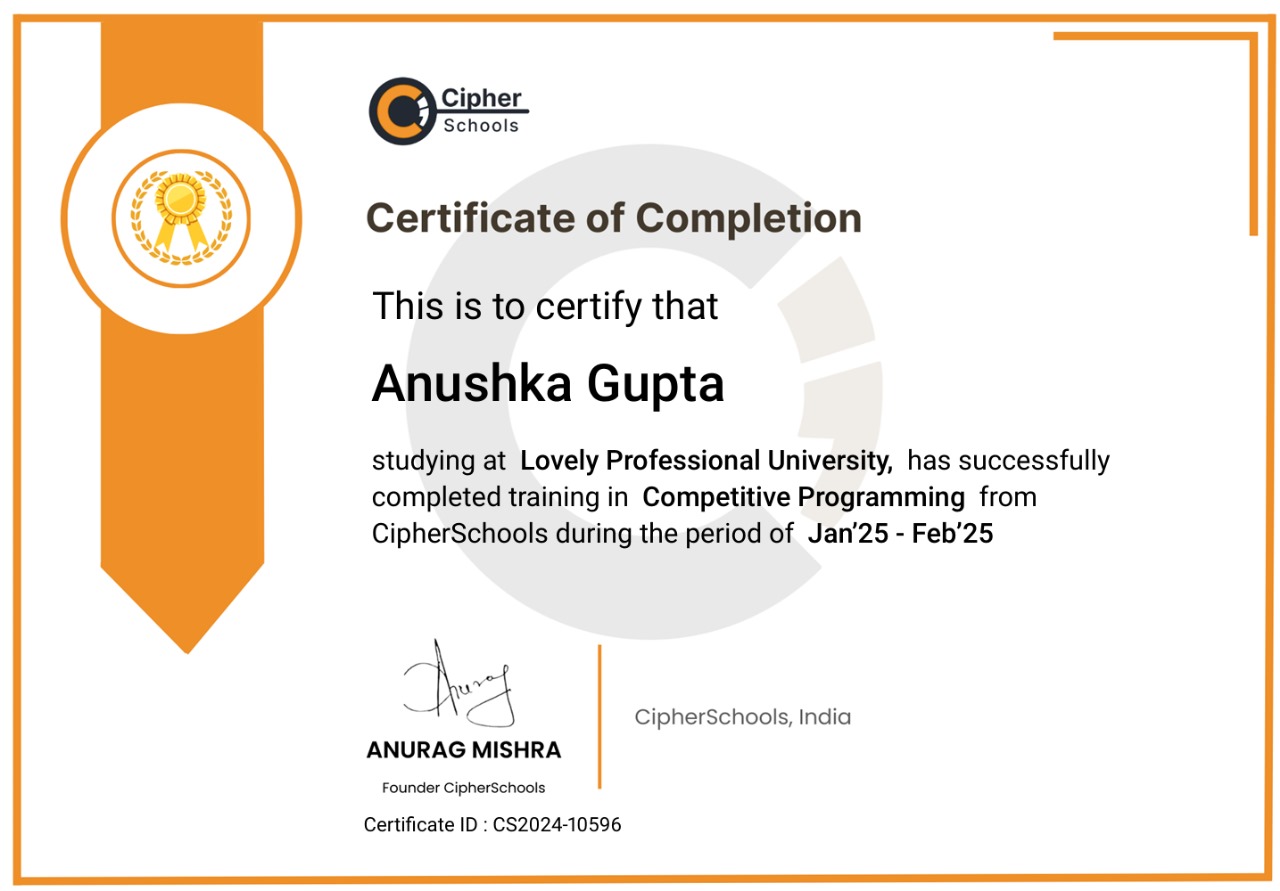 Cipher
Schools
Certificate of Completion
This is to certify that
Anushka Gupta
studying at Lovely Professional University, has successfully
completed training in Competitive Programming from
CipherSchools during the period of Jan’25 - Feb’25
Anurag
ANURAG MISHRA
Founder CipherSchools
CipherSchools, India
Certificate ID : CS2024-10596